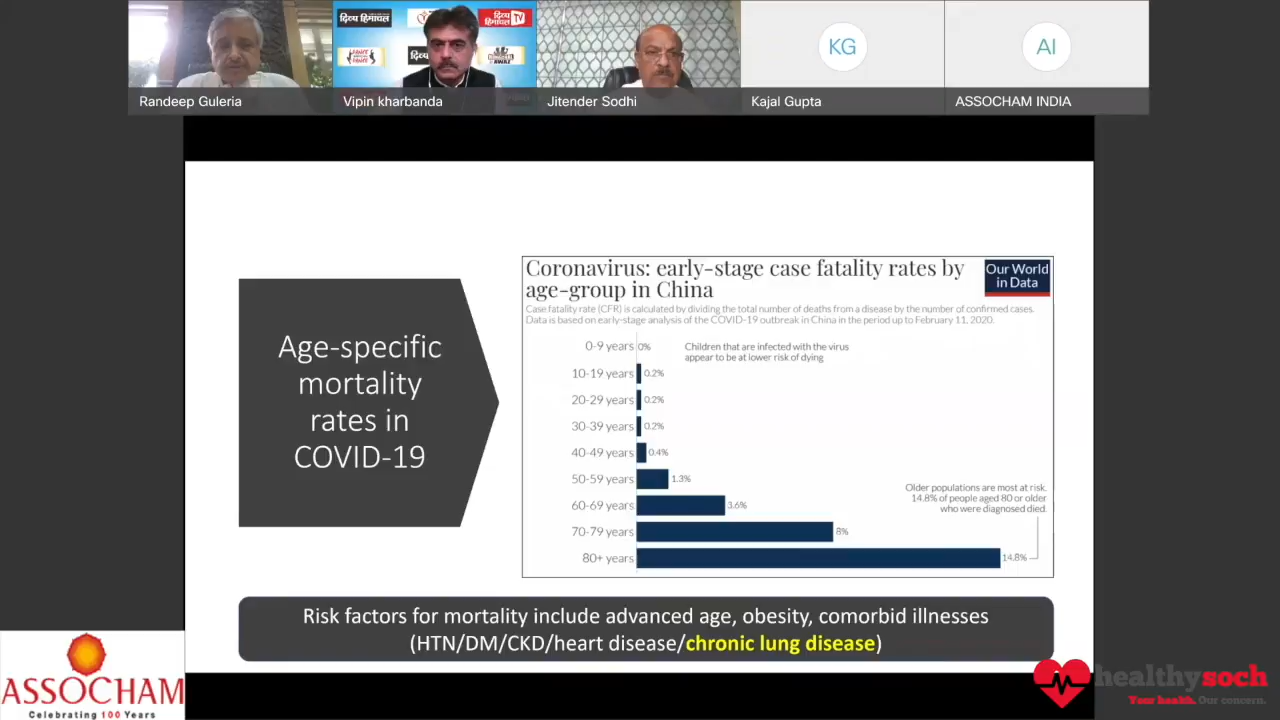 दिव्य हिमाचल
TV
Randeep Guleria
Vipin kharbanda
Jitender Sodhi
KG
Kajal Gupta
AI
ASSOCHAM INDIA
Age-specific
mortality
rates in
COVID-19
Coronavirus: early-stage case fatality rates by
age-group in China
Our World
in Data
Case fatality rate (CFR) is calculated by dividing the total number of deaths from a disease by the number of confirmed cases.
Data is based on early-stage analysis of the COVID-19 outbreak in China in the period up to February 11, 2020.
0-9 years 0%
Children that are infected with the virus
appear to be at lower risk of dying
10-19 years 0.2%
20-29 years 0.2%
30-39 years 0.2%
40-49 years 0.4%
50-59 years 1.3%
60-69 years 3.6%
70-79 years 8%
80+ years 14.8%
Older populations are most at risk.
14.8% of people aged 80 or older
who were diagnosed died.
Risk factors for mortality include advanced age, obesity, comorbid illnesses
(HTN/DM/CKD/heart disease/chronic lung disease)
ASSOCHAM
Celebrating 100 Years
healthysoch
Your health. Our concern.